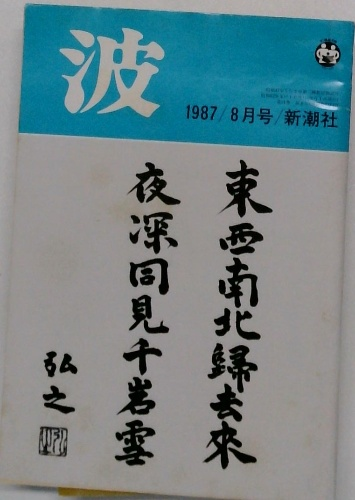 波
1987/8月号/新潮社
東西南北歸去來
夜深同見千岩雪
弘之